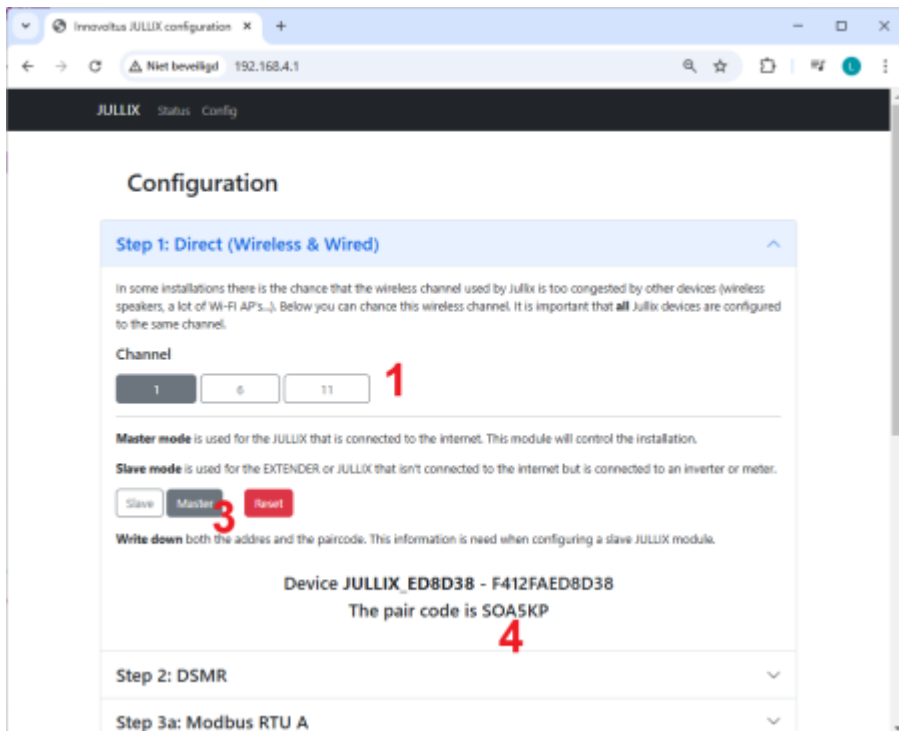 Innovoltus JULLIX configuration
Niet beveiligd 192.168.4.1
L
JULLIX Status Config
Configuration
Step 1: Direct (Wireless & Wired)
In some installations there is the chance that the wireless channel used by Jullix is too congested by other devices (wireless
speakers, a lot of Wi-Fi AP's...). Below you can chance this wireless channel. It is important that all Jullix devices are configured
to the same channel.
Channel
1 6 11 1
Master mode is used for the JULLIX that is connected to the internet. This module will control the installation.
Slave mode is used for the EXTENDER or JULLIX that isn't connected to the internet but is connected to an inverter or meter.
Slave Master 3 Reset
Write down both the addres and the paircode. This information is need when configuring a slave JULLIX module.
Device JULLIX_ED8D38 - F412FAED8D38
The pair code is SOA5KP
4
Step 2: DSMR
Step 3a: Modbus RTU A